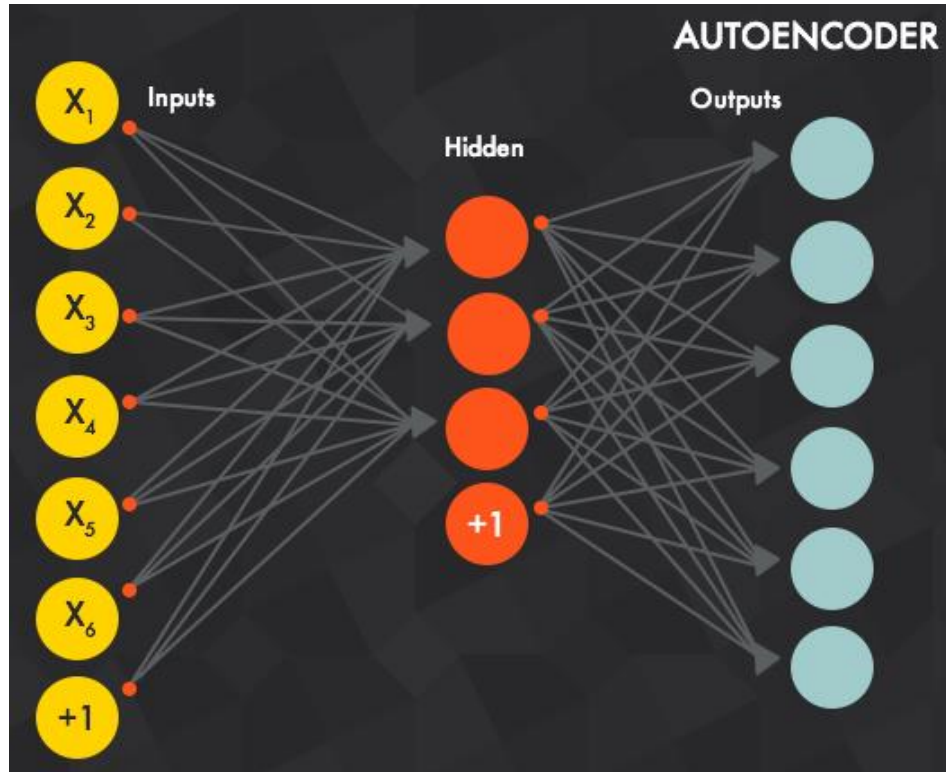 AUTOENCODER
Inputs
Hidden
Outputs
X₁
X₂
X₃
X₄
X₅
X₆
+1
+1